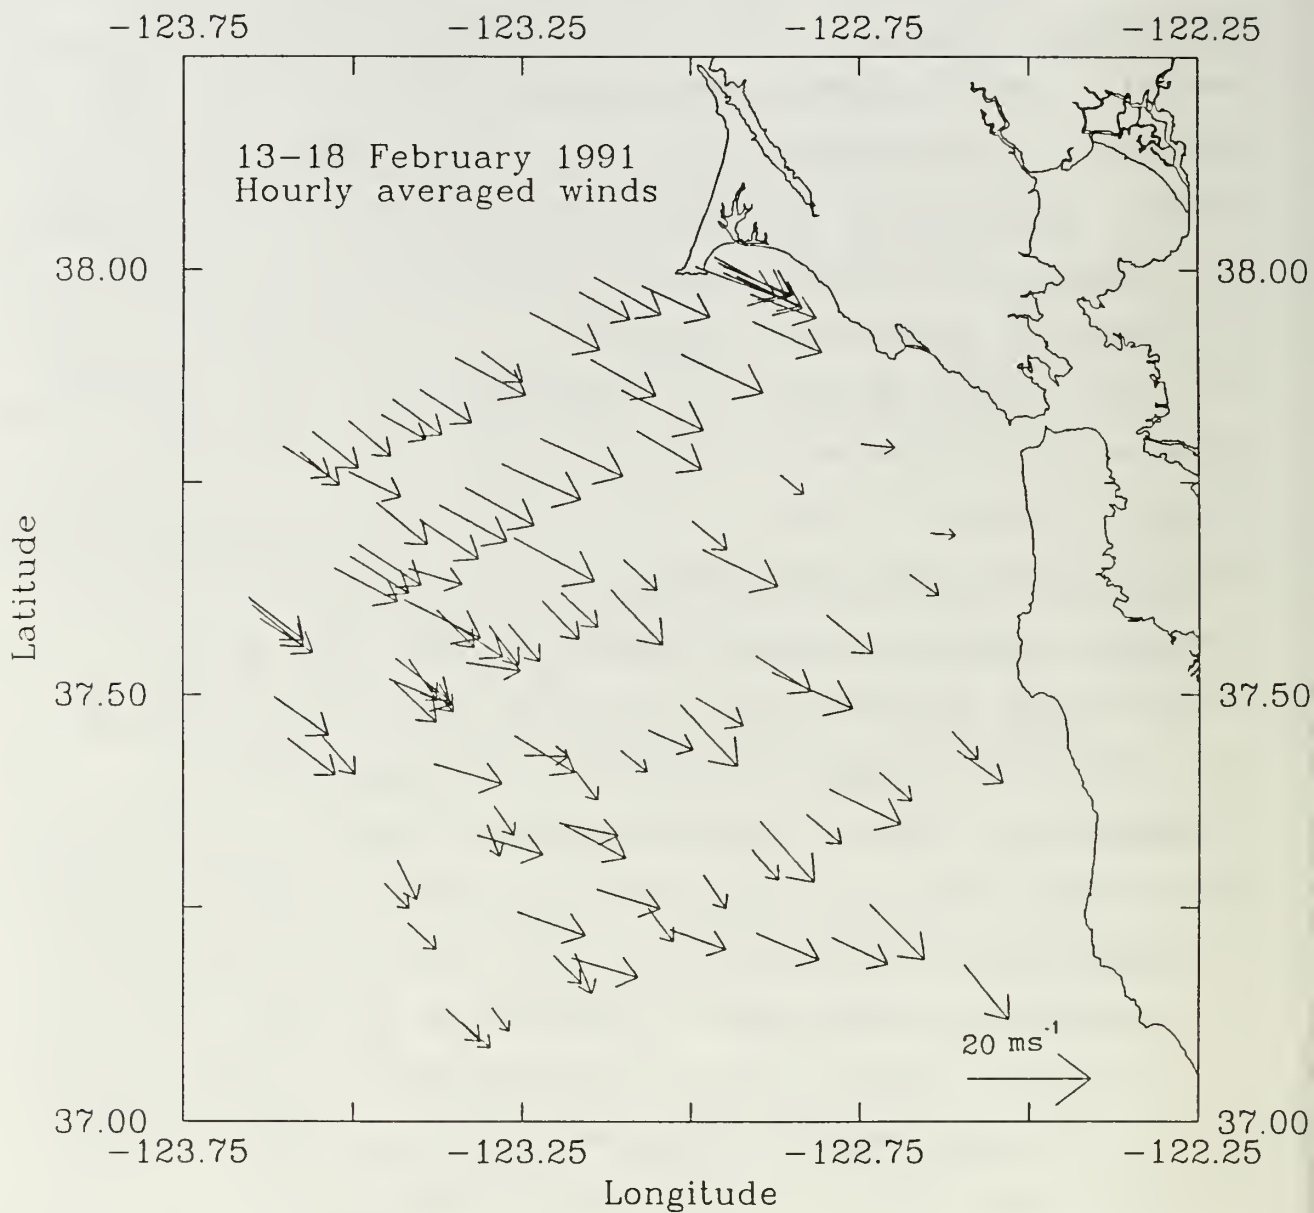 -123.75 -123.25 -122.75 -122.25
13-18 February 1991
Hourly averaged winds
38.00 38.00
Latitude
37.50 37.50
20 ms⁻¹
37.00 37.00
-123.75 -123.25 -122.75 -122.25
Longitude